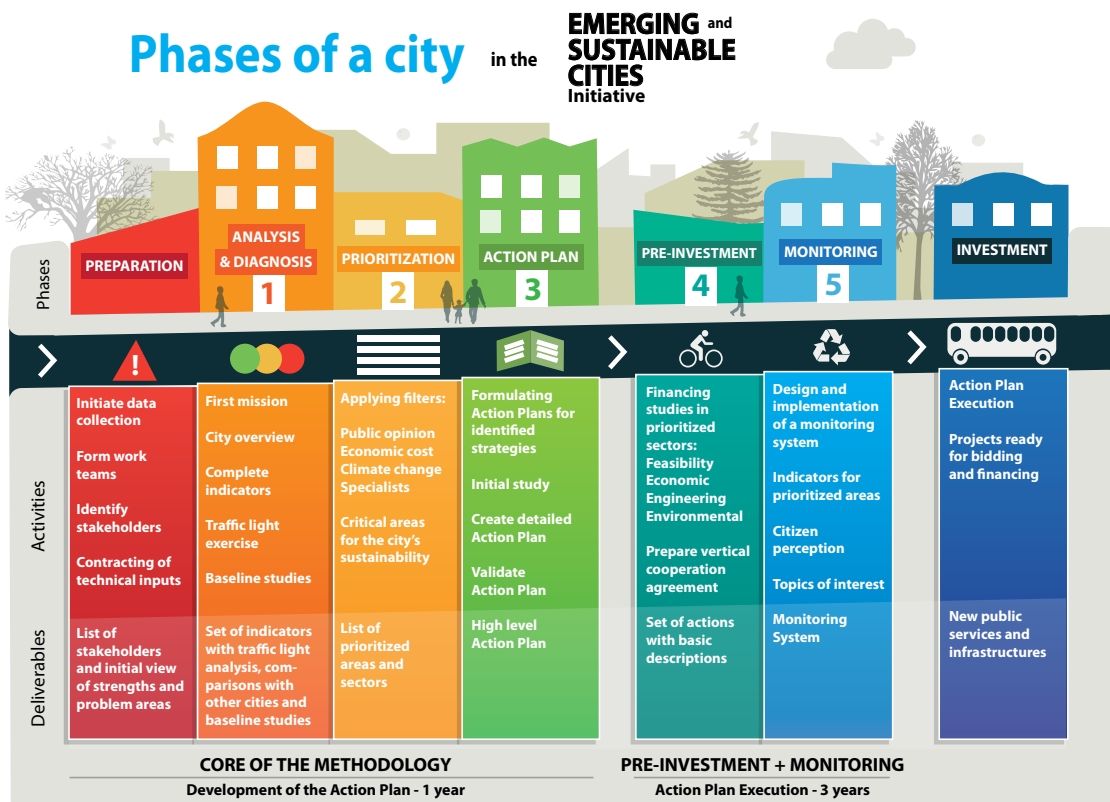 Phases of a city
in the
EMERGING and
SUSTAINABLE
CITIES
Initiative
Phases
PREPARATION
ANALYSIS
& DIAGNOSIS
1
PRIORITIZATION
2
ACTION PLAN
3
PRE-INVESTMENT
4
MONITORING
5
INVESTMENT
!
Activities
Initiate data
collection
Form work
teams
Identify
stakeholders
Contracting of
technical inputs
First mission
City overview
Complete
indicators
Traffic light
exercise
Baseline studies
Applying filters:
Public opinion
Economic cost
Climate change
Specialists
Critical areas
for the city's
sustainability
Formulating
Action Plans for
identified
strategies
Initial study
Create detailed
Action Plan
Validate
Action Plan
Financing
studies in
prioritized
sectors:
Feasibility
Economic
Engineering
Environmental
Prepare vertical
cooperation
agreement
Design and
implementation
of a monitoring
system
Indicators for
prioritized areas
Citizen
perception
Topics of interest
Action Plan
Execution
Projects ready
for bidding
and financing
Deliverables
List of
stakeholders
and initial view
of strengths and
problem areas
Set of indicators
with traffic light
analysis, com-
parisons with
other cities and
baseline studies
List of
prioritized
areas and
sectors
High level
Action Plan
Set of actions
with basic
descriptions
Monitoring
System
New public
services and
infrastructures
CORE OF THE METHODOLOGY
Development of the Action Plan - 1 year
PRE-INVESTMENT + MONITORING
Action Plan Execution - 3 years